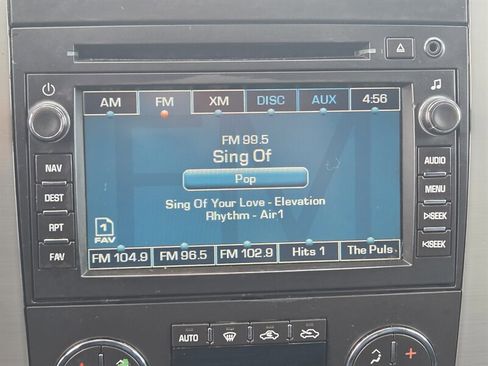 AM FM XM DISC AUX 4:56
FM 99.5
Sing Of
Pop
Sing Of Your Love - Elevation
Rhythm - Air1
1
FAV
FM 104.9 FM 96.5 FM 102.9 Hits 1 The Puls
NAV
DEST
RPT
FAV
AUDIO
MENU
SEEK
SEEK
AUTO